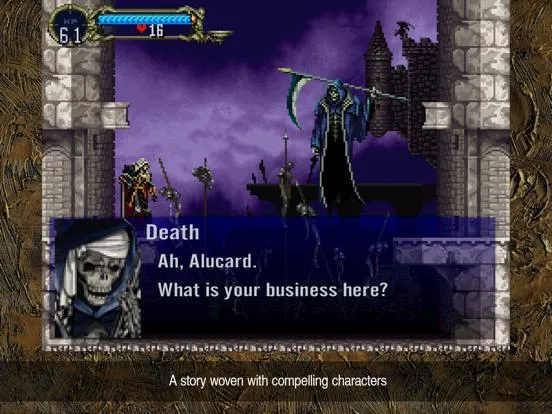 HP
61
16
Death
Ah, Alucard.
What is your business here?
A story woven with compelling characters